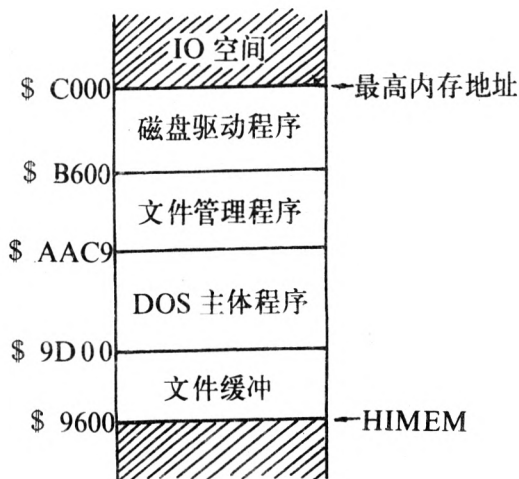 IO 空间
$ C000
最高内存地址
磁盘驱动程序
$ B600
文件管理程序
$ AAC9
DOS 主体程序
$ 9D00
文件缓冲
$ 9600
HIMEM